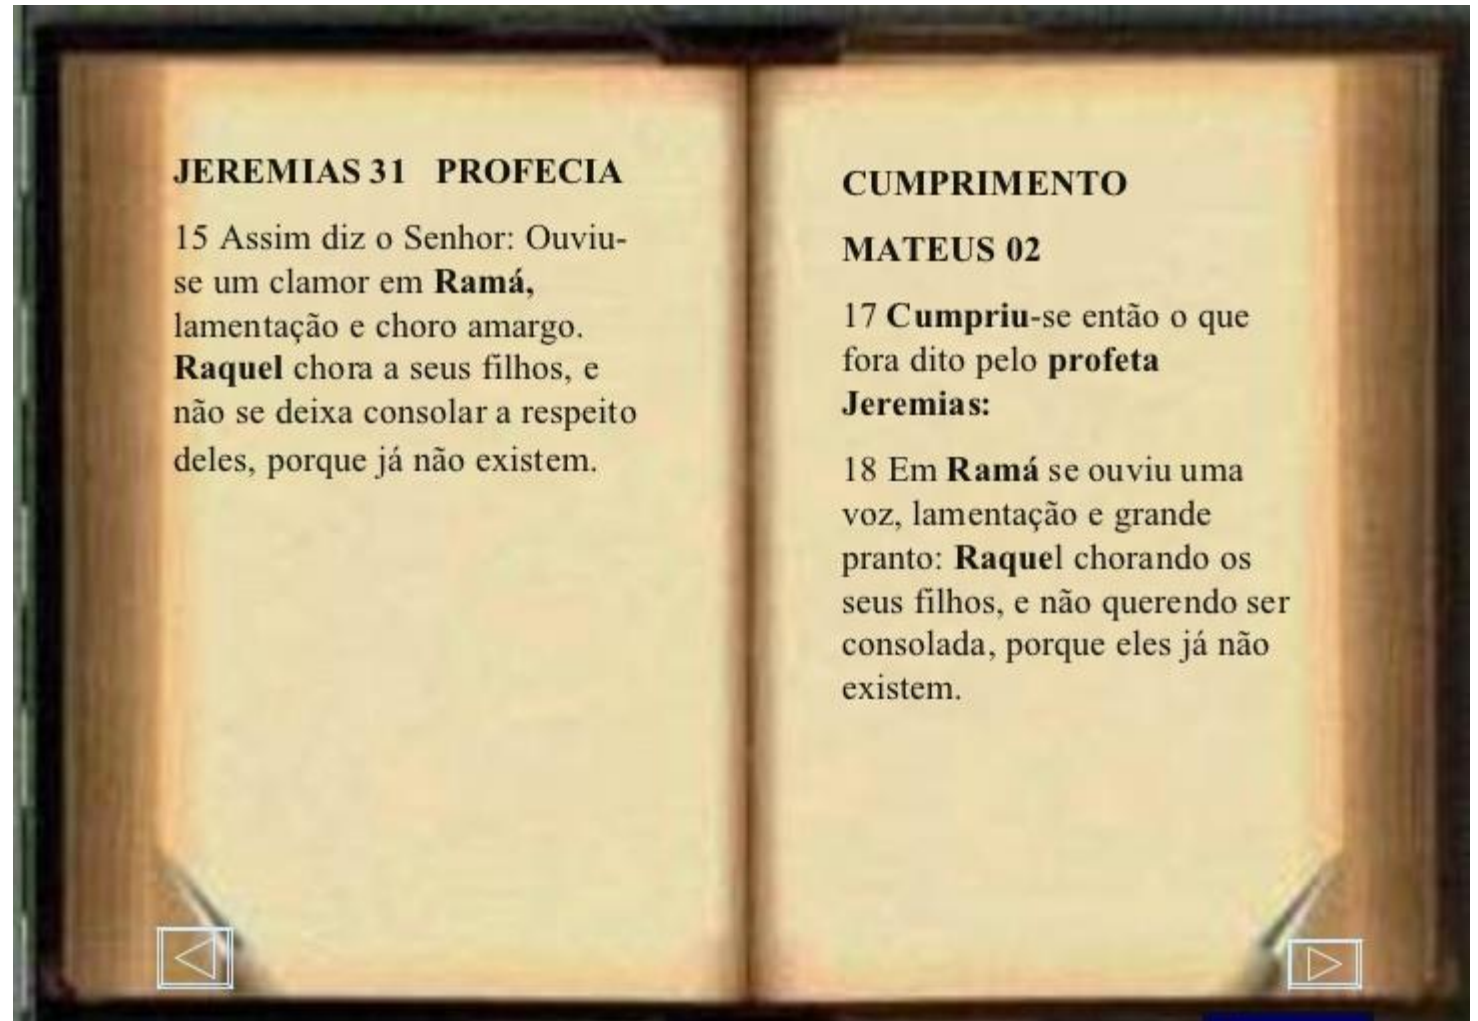 JEREMIAS 31 PROFECIA
15 Assim diz o Senhor: Ouviu-
se um clamor em Ramá,
lamentação e choro amargo.
Raquel chora a seus filhos, e
não se deixa consolar a respeito
deles, porque já não existem.
CUMPRIMENTO
MATEUS 02
17 Cumpriu-se então o que
fora dito pelo profeta
Jeremias:
18 Em Ramá se ouviu uma
voz, lamentação e grande
pranto: Raquel chorando os
seus filhos, e não querendo ser
consolada, porque eles já não
existem.